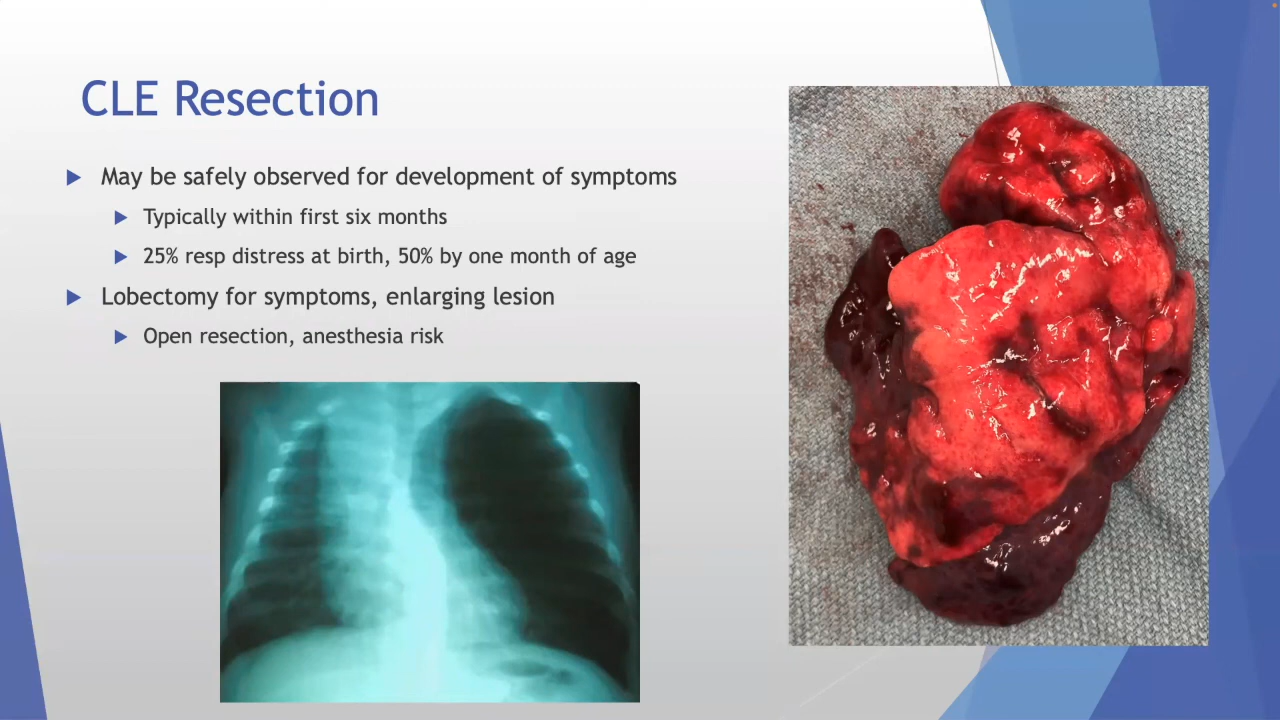 CLE Resection
May be safely observed for development of symptoms
Typically within first six months
25% resp distress at birth, 50% by one month of age
Lobectomy for symptoms, enlarging lesion
Open resection, anesthesia risk